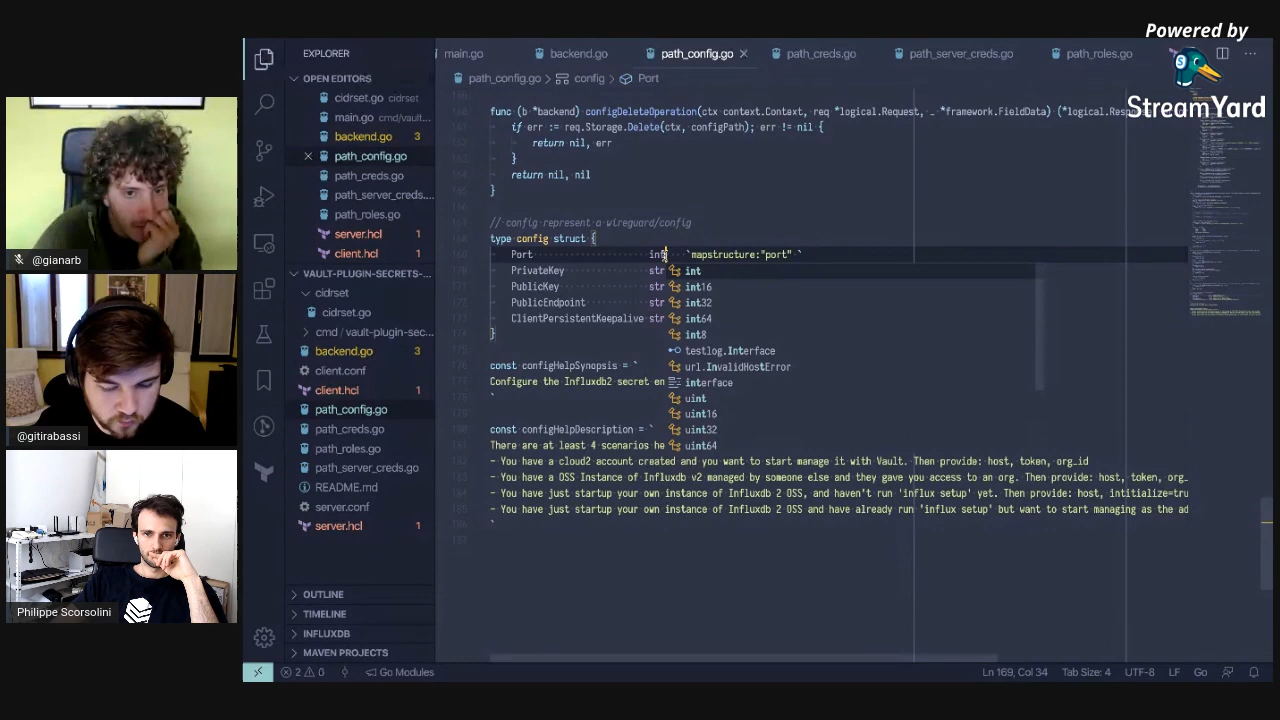 Powered by
StreamYard
@gianarb
@gitirabassi
Philippe Scorsolini
EXPLORER
OPEN EDITORS
cidrset.go cidrset
main.go cmd/vault...
backend.go 3
path_config.go
path_creds.go
path_server_creds....
path_roles.go
server.hcl 1
client.hcl 1
VAULT-PLUGIN-SECRETS-...
cidrset
cidrset.go
cmd / vault-plugin-sec...
backend.go 3
client.conf
client.hcl 1
path_config.go
path_creds.go
path_roles.go
path_server_creds.go
README.md
server.conf
server.hcl 1
OUTLINE
TIMELINE
INFLUXDB
MAVEN PROJECTS
main.go
backend.go
path_config.go
path_creds.go
path_server_creds.go
path_roles.go
path_config.go > config > Port
func (b *backend) configDeleteOperation(ctx context.Context, req *logical.Request, _ *framework.FieldData) (*logical.Respo
if err := req.Storage.Delete(ctx, configPath); err != nil {
return nil, err
}
return nil, nil
represent a wireguard/config
config struct {
Port int `mapstructure:"port" `
PrivateKey str
PublicKey str
PublicEndpoint str
ClientPersistentKeepalive str
}
int
int16
int32
int64
int8
testlog.Interface
url.InvalidHostError
interface
uint
uint16
uint32
uint64
const configHelpSynopsis = `
Configure the Influxdb2 secret en
`
const configHelpDescription = `
There are at least 4 scenarios he
- You have a cloud2 account created and you want to start manage it with Vault. Then provide: host, token, org_id
- You have a OSS Instance of Influxdb v2 managed by someone else and they gave you access to an org. Then provide: host, token, org_
- You have just startup your own instance of Influxdb 2 OSS, and haven't run 'influx setup' yet. Then provide: host, intitialize=tru
- You have just startup your own instance of Influxdb 2 OSS and have already run 'influx setup' but want to start managing as the ad
`
2 0
Go Modules
Ln 169, Col 34
Tab Size: 4
UTF-8
LF
Go